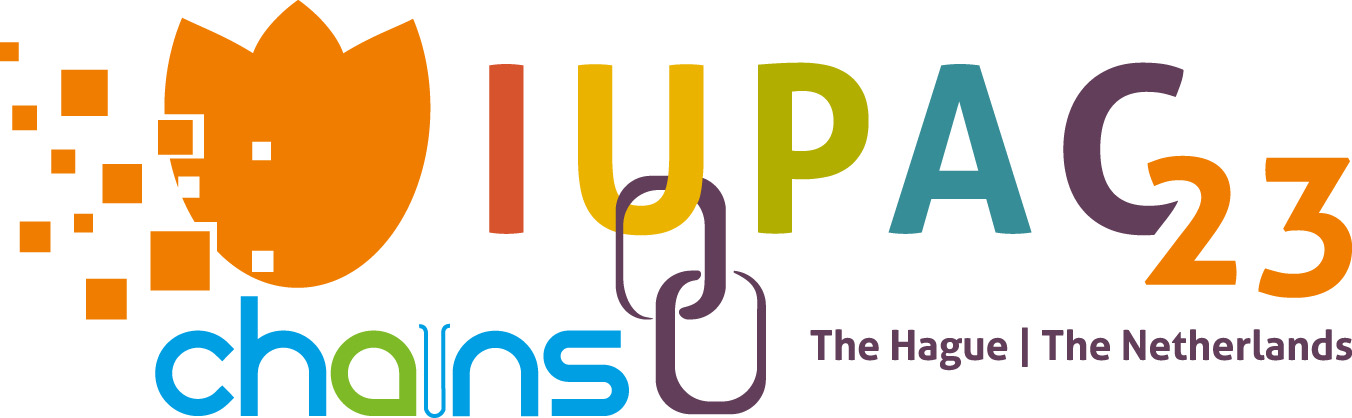 IUPAC23
chains
The Hague | The Netherlands